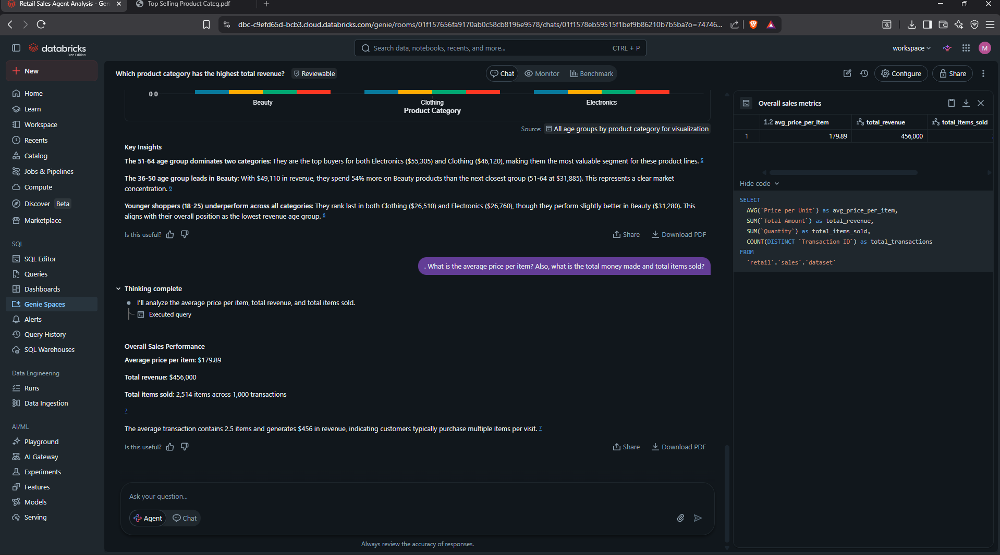 Retail Sales Agent Analysis - Gen
Top Selling Product Categ.pdf
dbc-c9efd65d-bcb3.cloud.databricks.com/genie/rooms/01f157656fa9170ab0c58cb8196e9578/chats/01f1578eb59515f1bef9b86210b7b5ba?o=74746...
databricks
Free Edition
Search data, notebooks, recents, and more...
CTRL + P
workspace
M
New
Home
Learn
Workspace
Recents
Catalog
Jobs & Pipelines
Compute
Discover Beta
Marketplace
SQL
SQL Editor
Queries
Dashboards
Genie Spaces
Alerts
Query History
SQL Warehouses
Data Engineering
Runs
Data Ingestion
AI/ML
Playground
AI Gateway
Experiments
Features
Models
Serving
Which product category has the highest total revenue? Reviewable
Chat Monitor Benchmark
Configure Share
0.0
Beauty Clothing Electronics
Product Category
Source: All age groups by product category for visualization
Key Insights
The 51-64 age group dominates two categories: They are the top buyers for both Electronics ($55,305) and Clothing ($46,120), making them the most valuable segment for these product lines. 5
The 36-50 age group leads in Beauty: With $49,110 in revenue, they spend 54% more on Beauty products than the next closest group (51-64 at $31,885). This represents a clear market
concentration. 6
Younger shoppers (18-25) underperform across all categories: They rank last in both Clothing ($26,510) and Electronics ($26,760), though they perform slightly better in Beauty ($31,280). This
aligns with their overall position as the lowest revenue age group. 6
Is this useful? Share Download PDF
. What is the average price per item? Also, what is the total money made and total items sold?
Thinking complete
I'll analyze the average price per item, total revenue, and total items sold.
Executed query
Overall Sales Performance
Average price per item: $179.89
Total revenue: $456,000
Total items sold: 2,514 items across 1,000 transactions
7
The average transaction contains 2.5 items and generates $456 in revenue, indicating customers typically purchase multiple items per visit. 7
Is this useful? Share Download PDF
Ask your question...
Agent Chat
Always review the accuracy of responses.
Overall sales metrics
1.2 avg_price_per_item 123 total_revenue 123 total_items_sold
1 179.89 456,000
Hide code
SELECT
AVG(`Price per Unit`) as avg_price_per_item,
SUM(`Total Amount`) as total_revenue,
SUM(`Quantity`) as total_items_sold,
COUNT(DISTINCT `Transaction ID`) as total_transactions
FROM
`retail`.`sales`.`dataset`